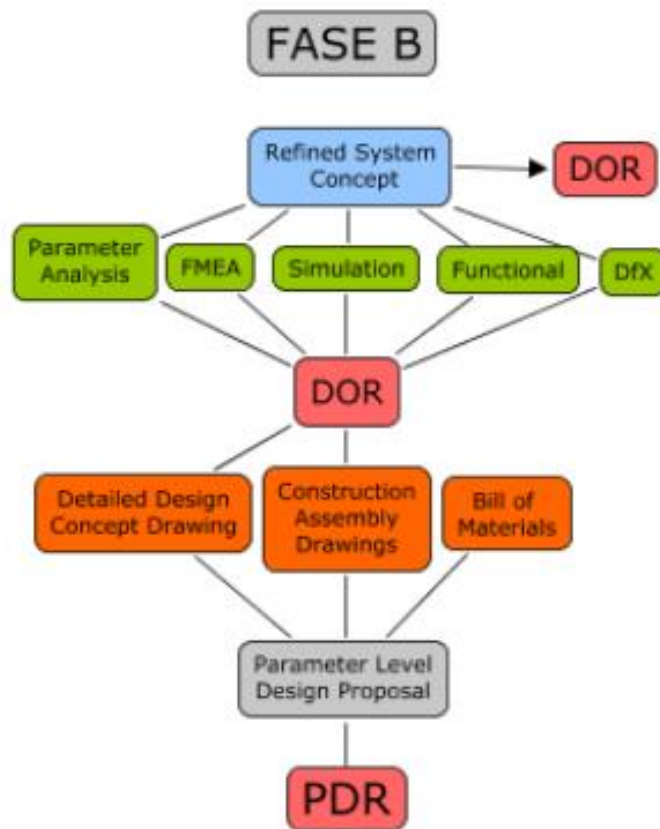 FASE B
Refined System
Concept
DOR
Parameter
Analysis
FMEA
Simulation
Functional
DfX
DOR
Detailed Design
Concept Drawing
Construction
Assembly
Drawings
Bill of
Materials
Parameter Level
Design Proposal
PDR